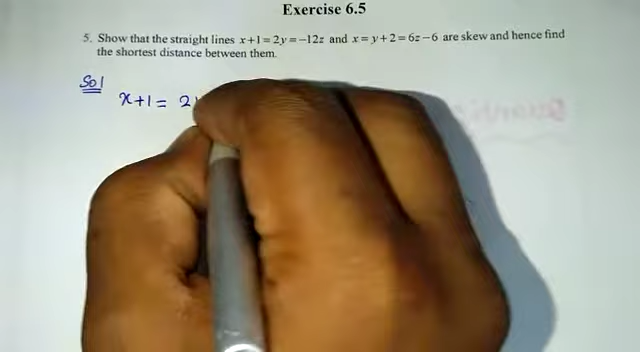 Exercise 6.5
5. Show that the straight lines x+1=2y=−12z and x=y+2=6z−6 are skew and hence find
the shortest distance between them.
Sol
x+1= 2